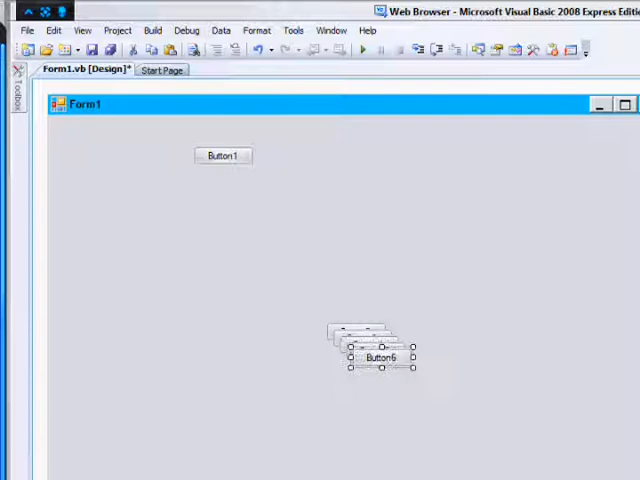 Web Browser - Microsoft Visual Basic 2008 Express Editi
File Edit View Project Build Debug Data Format Tools Window Help
Form1.vb [Design]* Start Page
Toolbox
Form1
Button1
Button6